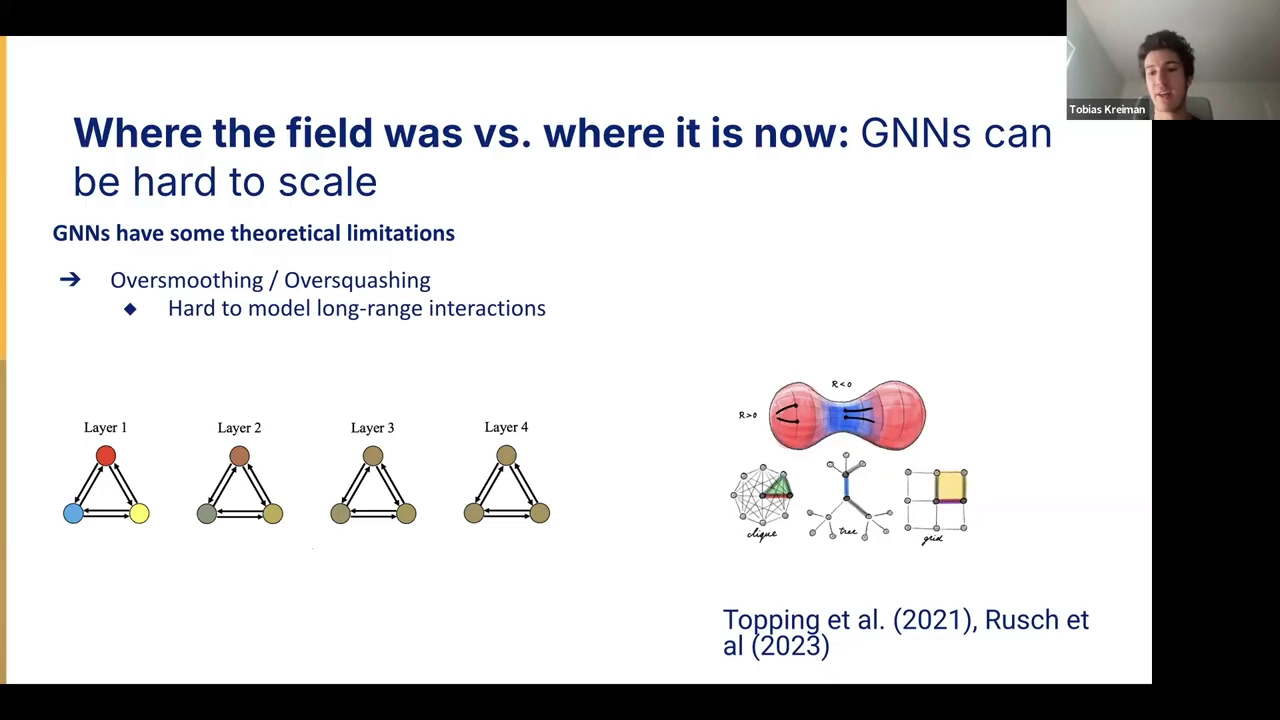 Tobias Kreiman
Where the field was vs. where it is now: GNNs can
be hard to scale
GNNs have some theoretical limitations
➔ Oversmoothing / Oversquashing
◆ Hard to model long-range interactions
Layer 1
Layer 2
Layer 3
Layer 4
R<0
R>0
clique
tree
grid
Topping et al. (2021), Rusch et
al (2023)